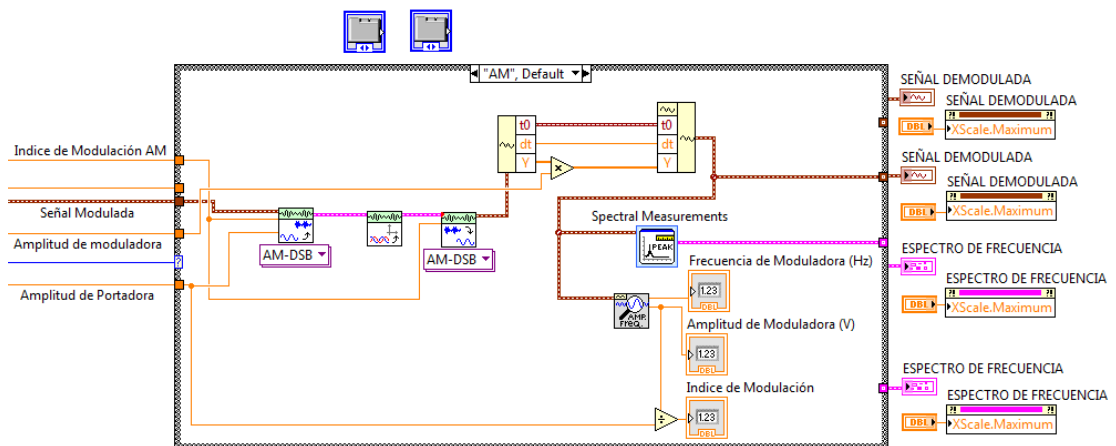 "AM", Default
SEÑAL DEMODULADA
SEÑAL DEMODULADA
DBL
XScale.Maximum
t0
dt
Y
t0
dt
Y
Indice de Modulación AM
Señal Modulada
Amplitud de moduladora
?
Amplitud de Portadora
AM-DSB
AM-DSB
SEÑAL DEMODULADA
SEÑAL DEMODULADA
DBL
XScale.Maximum
Spectral Measurements
PEAK
Frecuencia de Moduladora (Hz)
1.23
DBL
ESPECTRO DE FRECUENCIA
ESPECTRO DE FRECUENCIA
DBL
XScale.Maximum
AMP
Freq.
Amplitud de Moduladora (V)
1.23
DBL
Indice de Modulación
1.23
DBL
ESPECTRO DE FRECUENCIA
ESPECTRO DE FRECUENCIA
DBL
XScale.Maximum